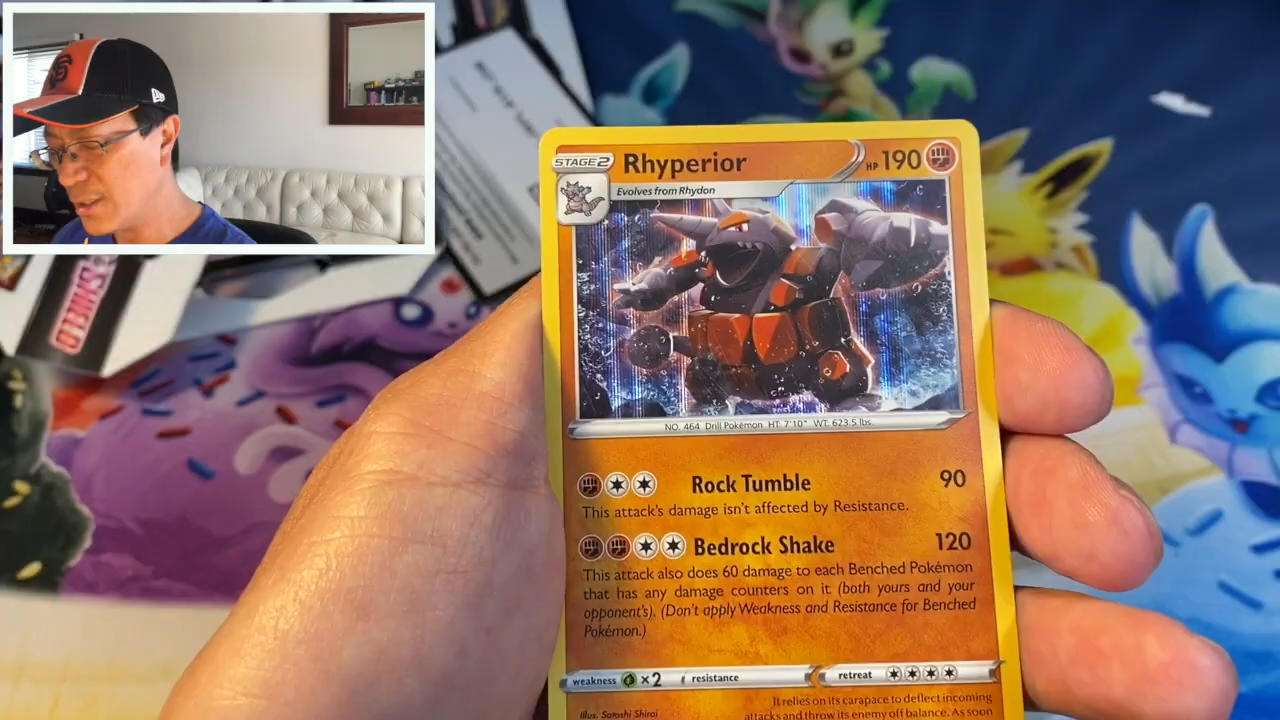 STAGE 2 Rhyperior HP 190
Evolves from Rhydon
NO. 464 Drill Pokémon HT: 7'10" WT: 623.5 lbs.
Rock Tumble 90
This attack's damage isn't affected by Resistance.
Bedrock Shake 120
This attack also does 60 damage to each Benched Pokémon
that has any damage counters on it (both yours and your
opponent's). (Don't apply Weakness and Resistance for Benched
Pokémon.)
weakness ×2 resistance retreat
Illus. Satoshi Shirai
It relies on its carapace to deflect incoming
attacks and throw its enemy off balance. As soon